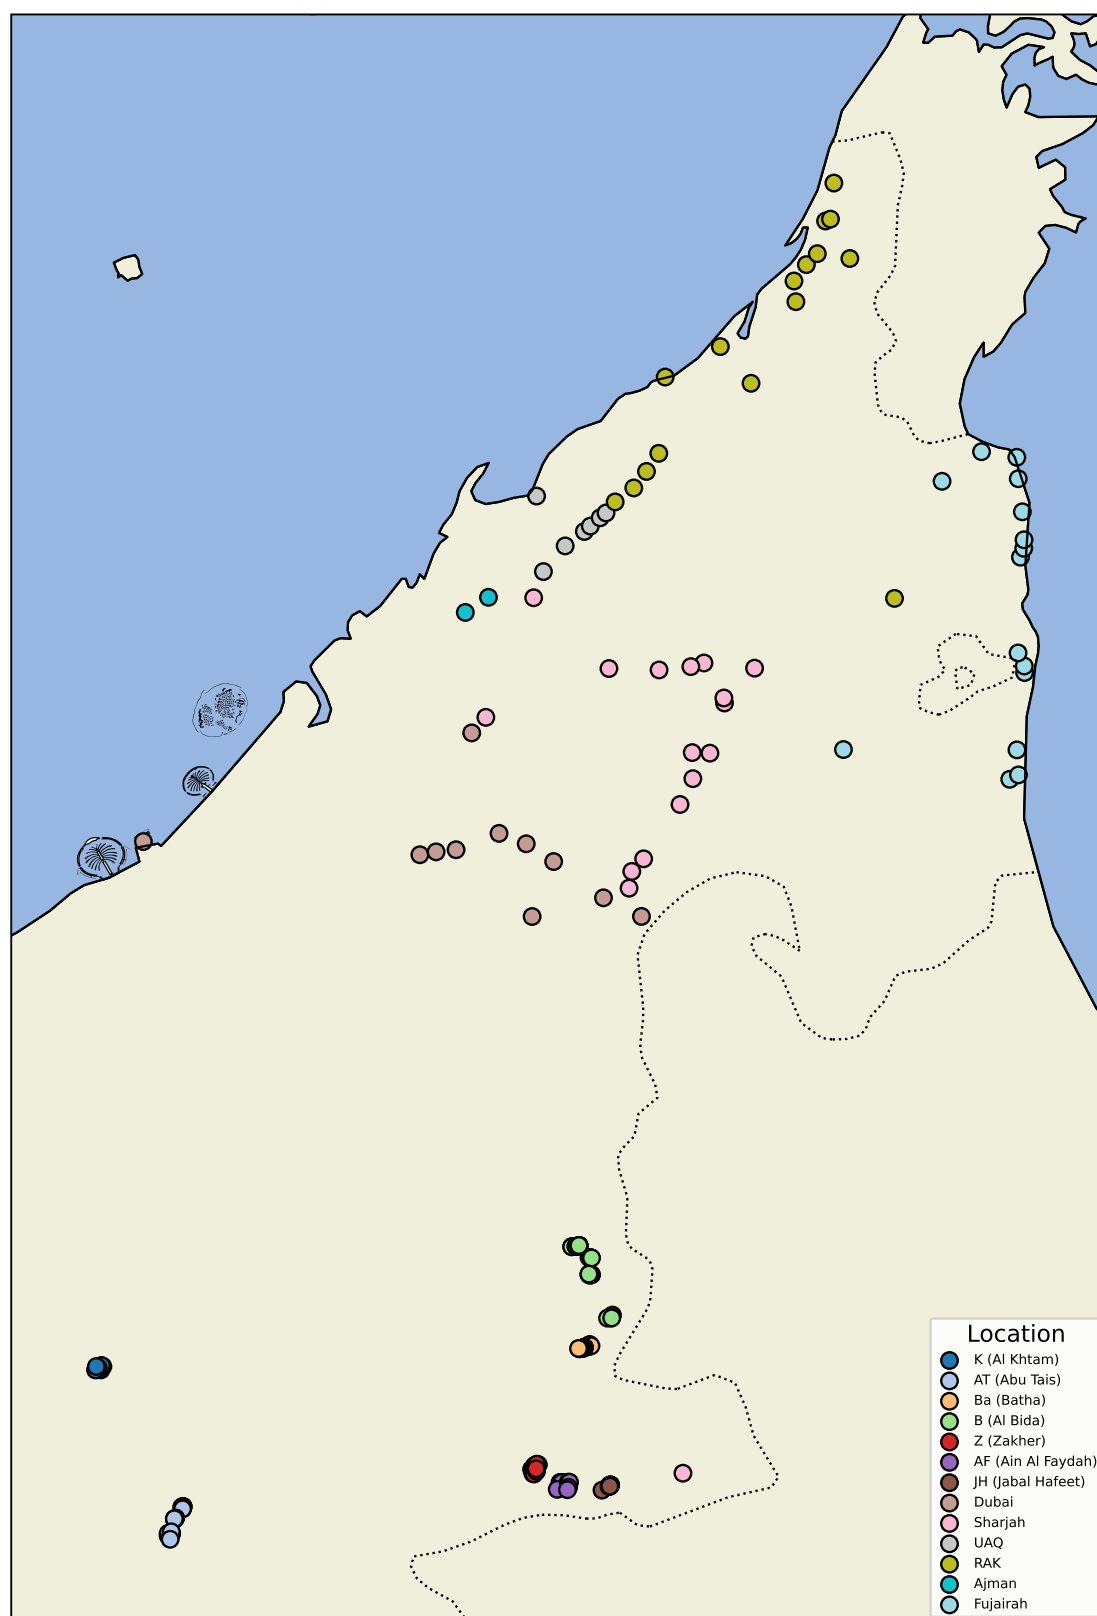 Location
K (Al Khtam)
AT (Abu Tais)
Ba (Batha)
B (Al Bida)
Z (Zakher)
AF (Ain Al Faydah)
JH (Jabal Hafeet)
Dubai
Sharjah
UAQ
RAK
Ajman
Fujairah